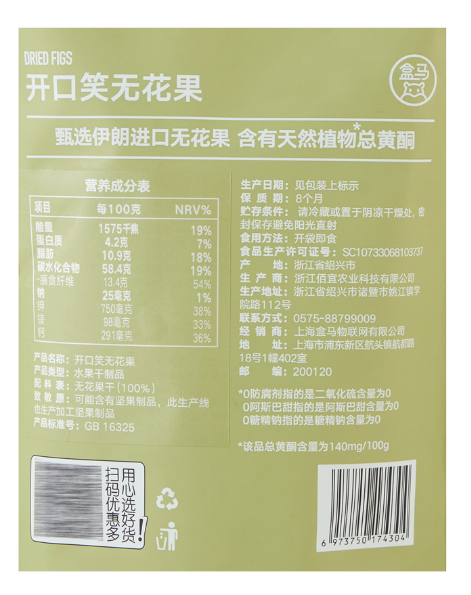 DRIED FIGS
开口笑无花果
盒马
甄选伊朗进口无花果 含有天然植物*总黄酮
营养成分表
项目 每100克 NRV%
能量 1575千焦 19%
蛋白质 4.2克 7%
脂肪 10.9克 18%
碳水化合物 58.4克 19%
-膳食纤维 13.4克 54%
钠 25毫克 1%
钾 750毫克 38%
镁 98毫克 33%
钙 291毫克 36%
产品名称：开口笑无花果
产品类型：水果干制品
配料表：无花果干(100%)
致敏原：可能含有坚果制品，此生产线
也生产加工坚果制品
产品标准号：GB 16325
生产日期：见包装上标示
保质期：8个月
贮存条件：请冷藏或置于阴凉干燥处，密
封保存避免阳光直射
食用方法：开袋即食
食品生产许可证号：SC10733068103737
产地：浙江省绍兴市
生产商：浙江佰宜农业科技有限公司
生产地址：浙江省绍兴市诸暨市姚江镇学
院路112号
联系方式：0575-88799009
经销商：上海盒马物联网有限公司
地址：上海市浦东新区航头镇航都路
18号1幢402室
邮编：200120
*0防腐剂指的是二氧化硫含量为0
0阿斯巴甜指的是阿斯巴甜含量为0
0糖精钠指的是糖精钠含量为0
*该品总黄酮含量为140mg/100g
用心选好货！
扫码优惠多
6 973750 174304